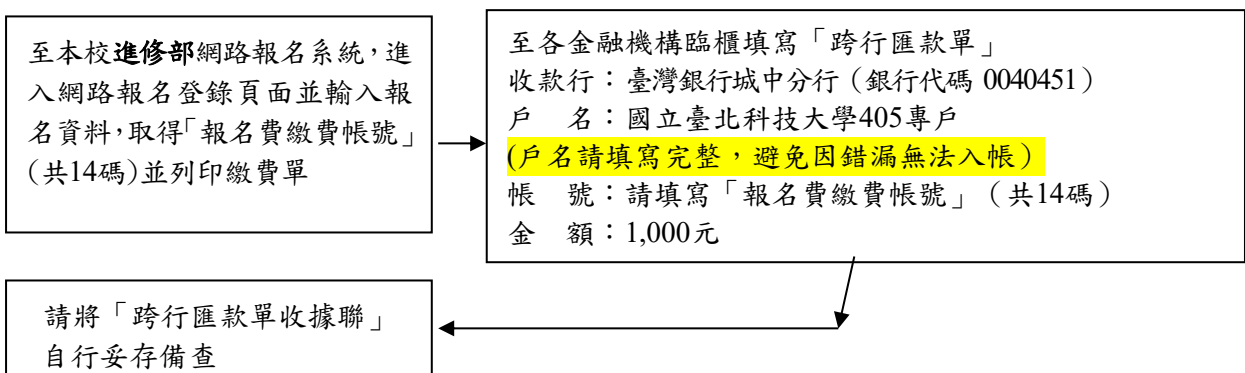 至本校進修部網路報名系統，進
入網路報名登錄頁面並輸入報
名資料，取得「報名費繳費帳號」
(共14碼)並列印繳費單
至各金融機構臨櫃填寫「跨行匯款單」
收款行：臺灣銀行城中分行（銀行代碼 0040451）
戶　名：國立臺北科技大學405專戶
(戶名請填寫完整，避免因錯漏無法入帳）
帳　號：請填寫「報名費繳費帳號」（共14碼）
金　額：1,000元
請將「跨行匯款單收據聯」
自行妥存備查